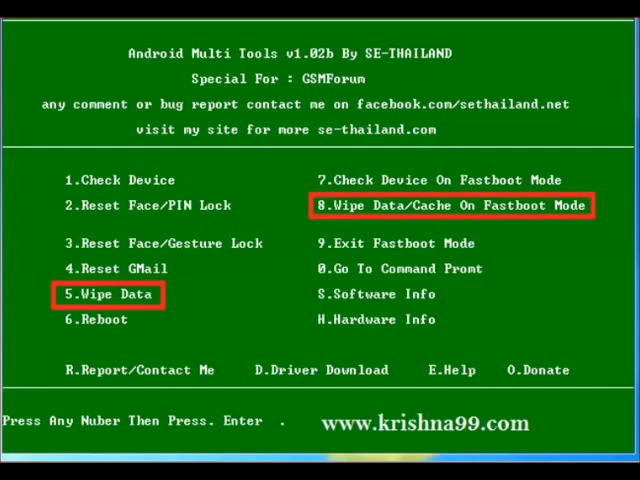 Android Multi Tools v1.02b By SE-THAILAND
Special For : GSMForum
any comment or bug report contact me on facebook.com/sethailand.net
visit my site for more se-thailand.com
1.Check Device 7.Check Device On Fastboot Mode
2.Reset Face/PIN Lock 8.Wipe Data/Cache On Fastboot Mode
3.Reset Face/Gesture Lock 9.Exit Fastboot Mode
4.Reset GMail 0.Go To Command Promt
5.Wipe Data S.Software Info
6.Reboot H.Hardware Info
R.Report/Contact Me D.Driver Download E.Help O.Donate
Press Any Nuber Then Press. Enter . www.krishna99.com